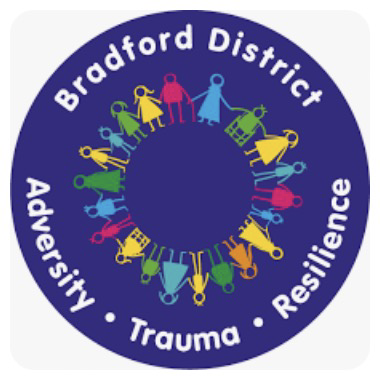 Bradford District
Adversity • Trauma • Resilience